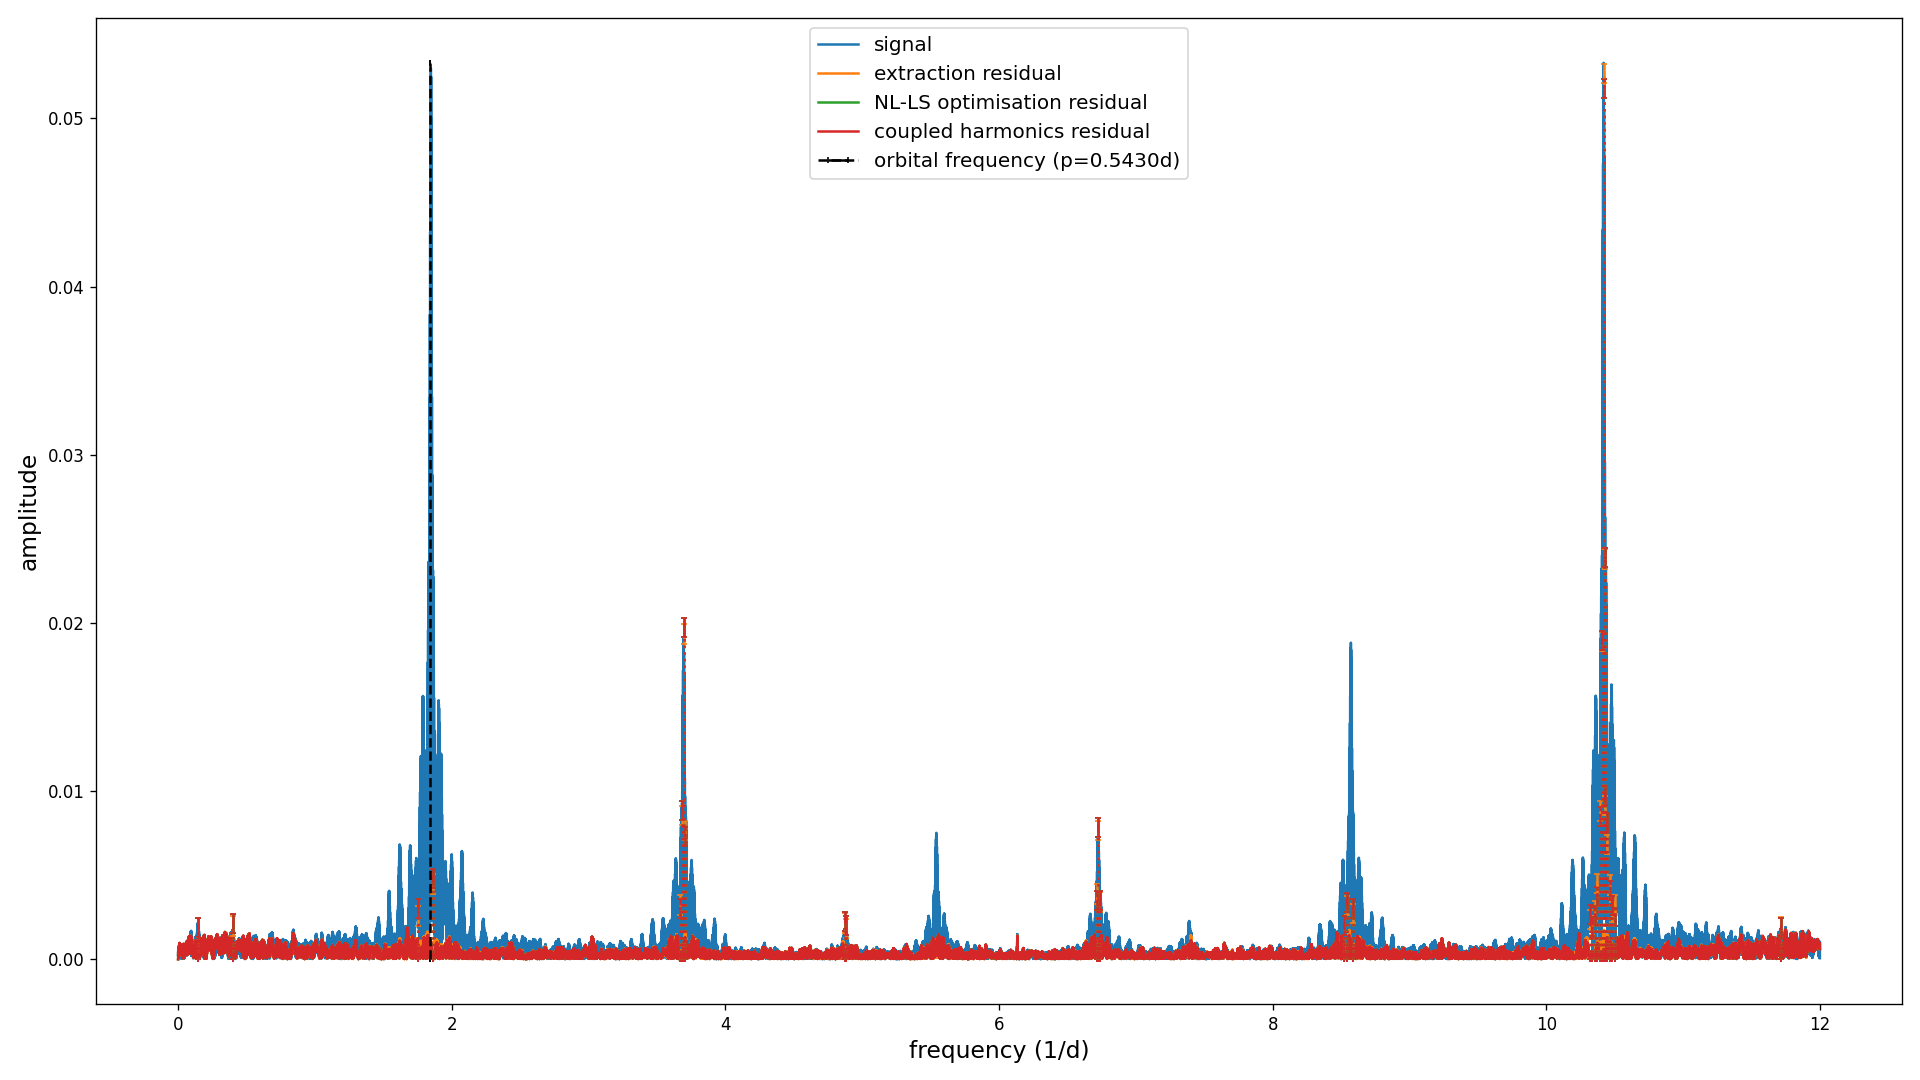 signal
extraction residual
NL-LS optimisation residual
coupled harmonics residual
orbital frequency (p=0.5430d)
amplitude
0.05
0.04
0.03
0.02
0.01
0.00
0 2 4 6 8 10 12
frequency (1/d)